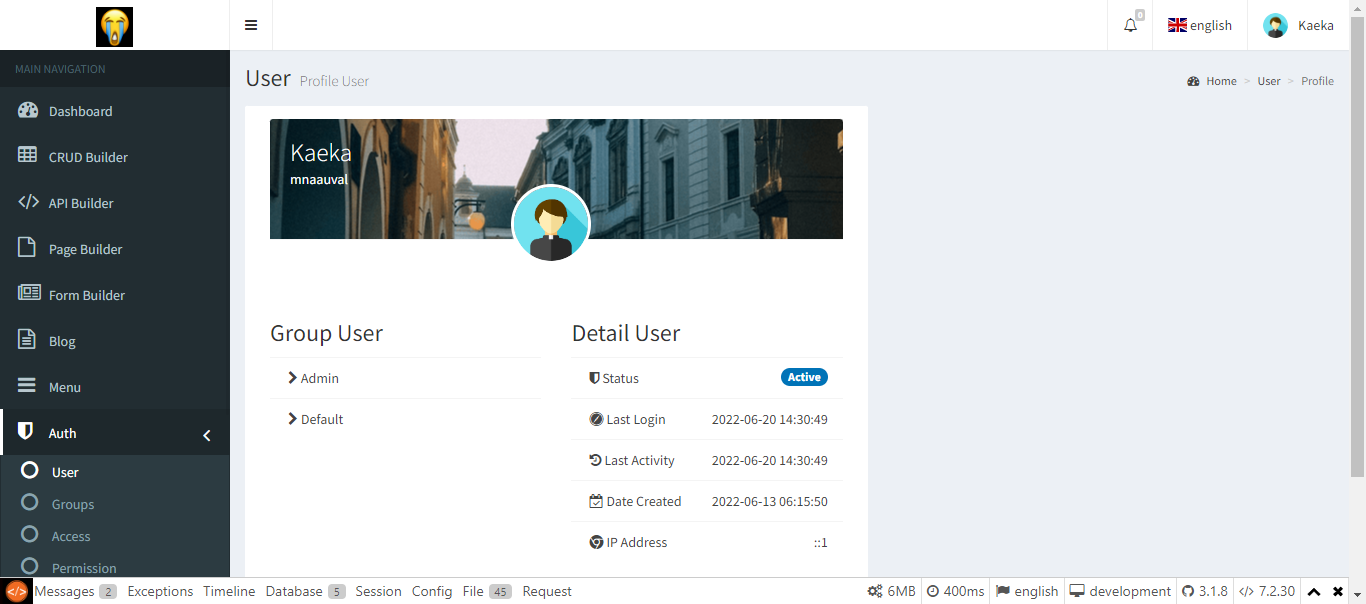 0
english
Kaeka
MAIN NAVIGATION
Dashboard
CRUD Builder
API Builder
Page Builder
Form Builder
Blog
Menu
Auth
User
Groups
Access
Permission
User Profile User
Home > User > Profile
Kaeka
mnaauval
Group User
Admin
Default
Detail User
Status Active
Last Login 2022-06-20 14:30:49
Last Activity 2022-06-20 14:30:49
Date Created 2022-06-13 06:15:50
IP Address ::1
Messages 2 Exceptions Timeline Database 5 Session Config File 45 Request 6MB 400ms english development 3.1.8 </> 7.2.30